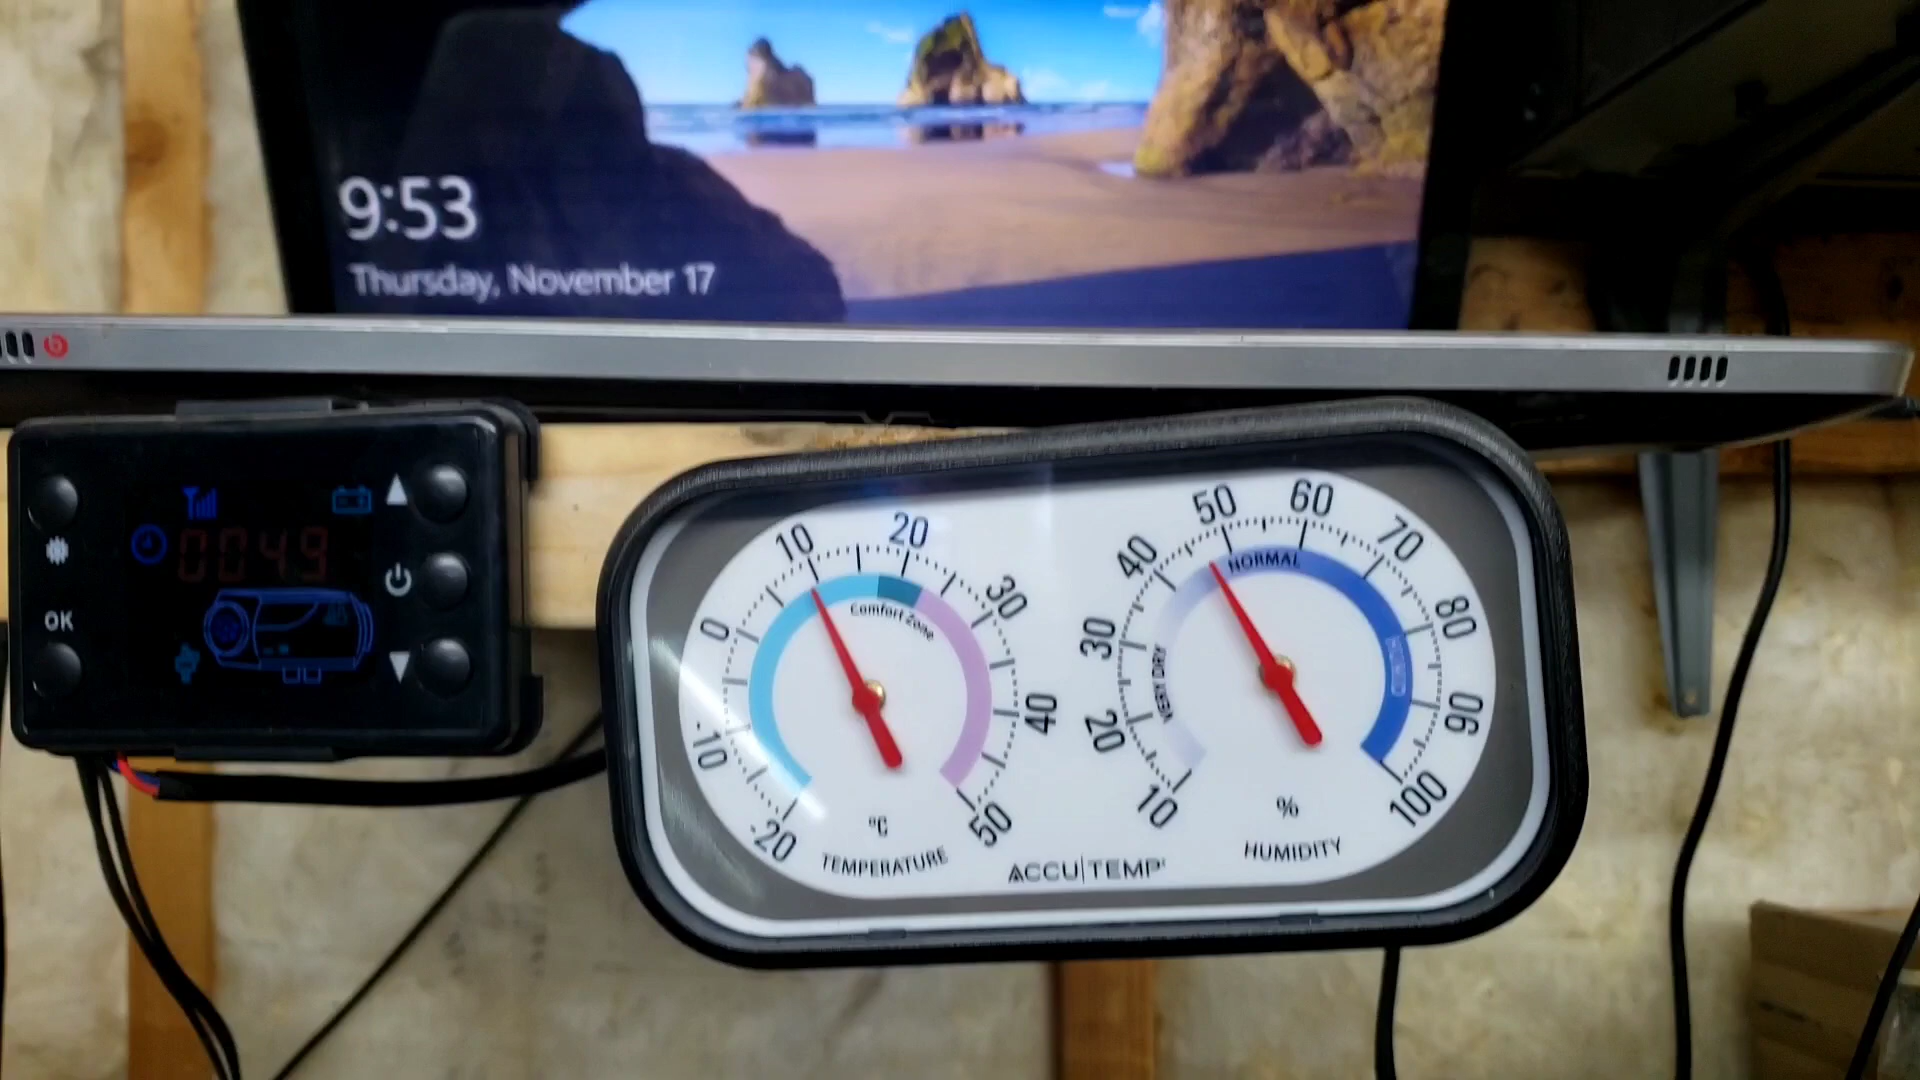 9:53
Thursday, November 17
0049
OK
-20
-10
0
10
20
30
40
50
Comfort Zone
°C
TEMPERATURE
ACCU|TEMP
10
20
30
40
50
60
70
80
90
100
VERY DRY
NORMAL
%
HUMIDITY